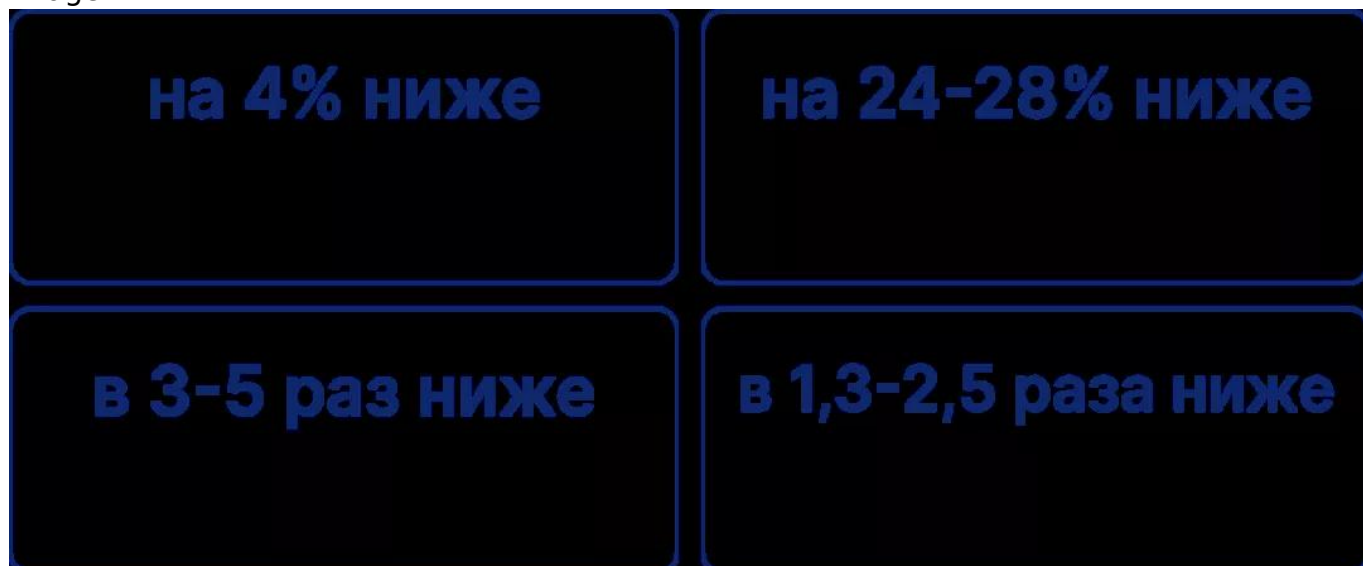 на 4% ниже
на 24-28% ниже
в 3-5 раз ниже
в 1,3-2,5 раза ниже